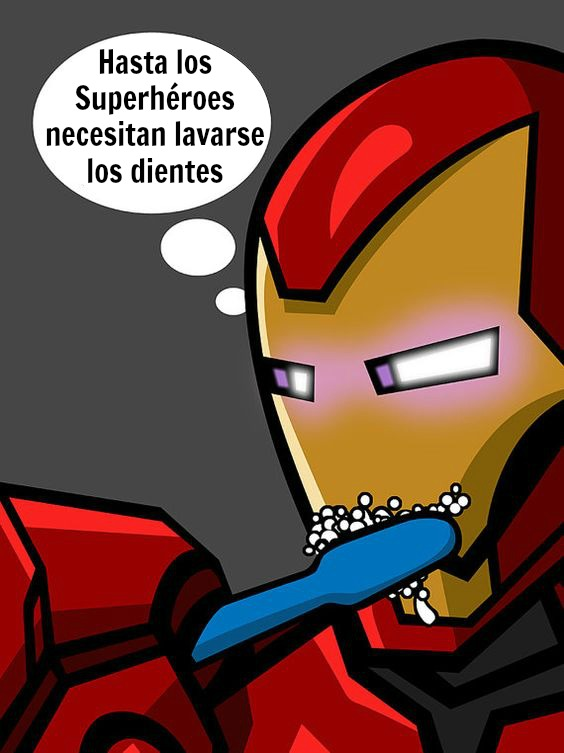 Hasta los
Superhéroes
necesitan lavarse
los dientes